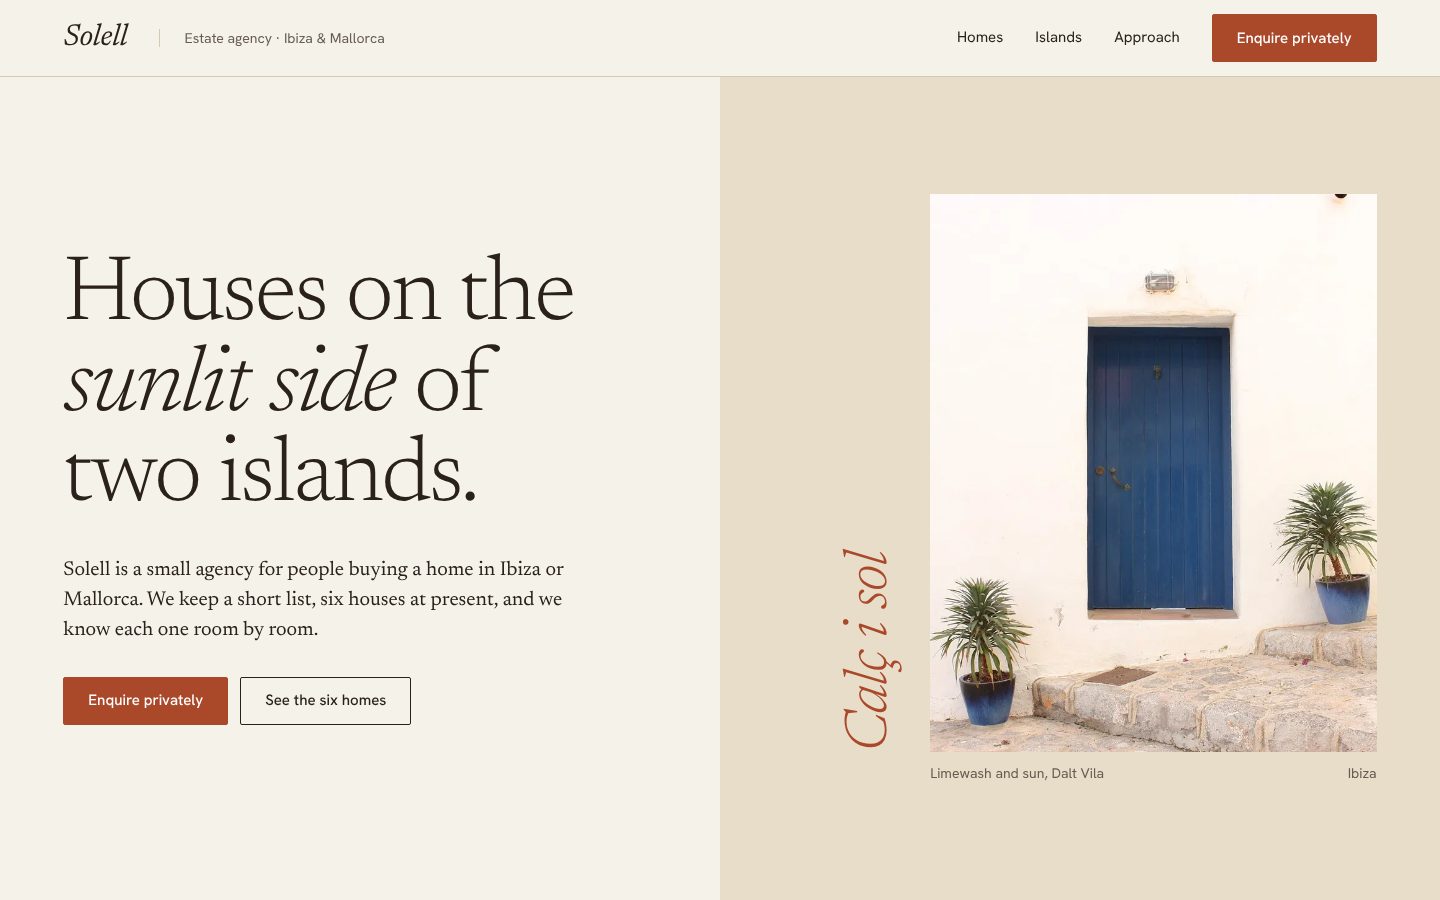 Solell
Estate agency · Ibiza & Mallorca
Homes
Islands
Approach
Enquire privately
Houses on the
sunlit side of
two islands.
Solell is a small agency for people buying a home in Ibiza or
Mallorca. We keep a short list, six houses at present, and we
know each one room by room.
Enquire privately
See the six homes
Calç i sol
Limewash and sun, Dalt Vila
Ibiza